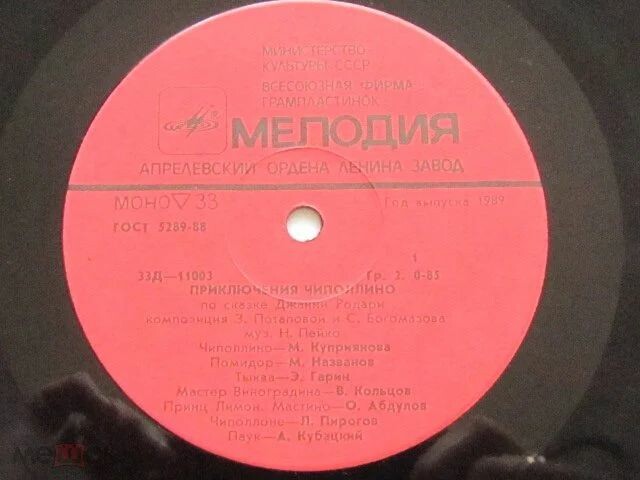 МИНИСТЕРСТВО
КУЛЬТУРЫ СССР
ВСЕСОЮЗНАЯ ФИРМА
ГРАМПЛАСТИНОК
МЕЛОДИЯ
АПРЕЛЕВСКИЙ ОРДЕНА ЛЕНИНА ЗАВОД
МОНО 33
Год выпуска 1989
ГОСТ 5289-88
1
33Д—11003
Гр. 2. 0-85
ПРИКЛЮЧЕНИЯ ЧИПОЛЛИНО
по сказке Джанни Родари
композиция З. Потаповой и С. Богомазова
муз. Н. Пейко
Чиполлино—М. Куприянова
Помидор—М. Названов
Тыква—Э. Гарин
Мастер Виноградина—В. Кольцов
Принц Лимон, Мастино—О. Абдулов
Чиполлоне—Л. Пирогов
Паук—А. Кубацкий